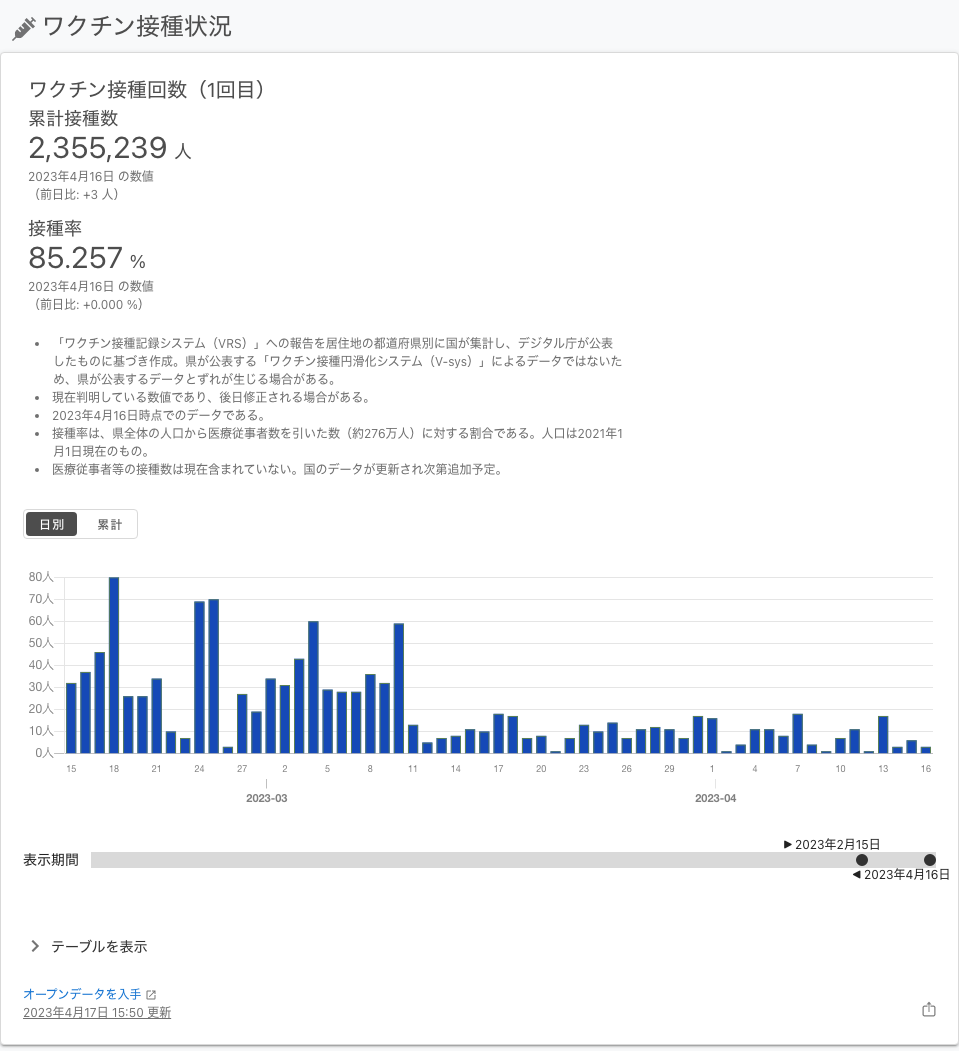 ワクチン接種状況
ワクチン接種回数（1回目）
累計接種数
2,355,239 人
2023年4月16日 の数値
（前日比: +3 人）
接種率
85.257 %
2023年4月16日 の数値
（前日比: +0.000 %）
• 「ワクチン接種記録システム（VRS）」への報告を居住地の都道府県別に国が集計し、デジタル庁が公表
したものに基づき作成。県が公表する「ワクチン接種円滑化システム（V-sys）」によるデータではないた
め、県が公表するデータとずれが生じる場合がある。
• 現在判明している数値であり、後日修正される場合がある。
• 2023年4月16日時点でのデータである。
• 接種率は、県全体の人口から医療従事者数を引いた数（約276万人）に対する割合である。人口は2021年1
月1日現在のもの。
• 医療従事者等の接種数は現在含まれていない。国のデータが更新され次第追加予定。
日別 累計
80人
70人
60人
50人
40人
30人
20人
10人
0人
15 18 21 24 27 2 5 8 11 14 17 20 23 26 29 1 4 7 10 13 16
2023-03 2023-04
2023年2月15日
表示期間
2023年4月16日
テーブルを表示
オープンデータを入手
2023年4月17日 15:50 更新